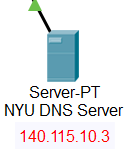 Server-PT
NYU DNS Server
140.115.10.3